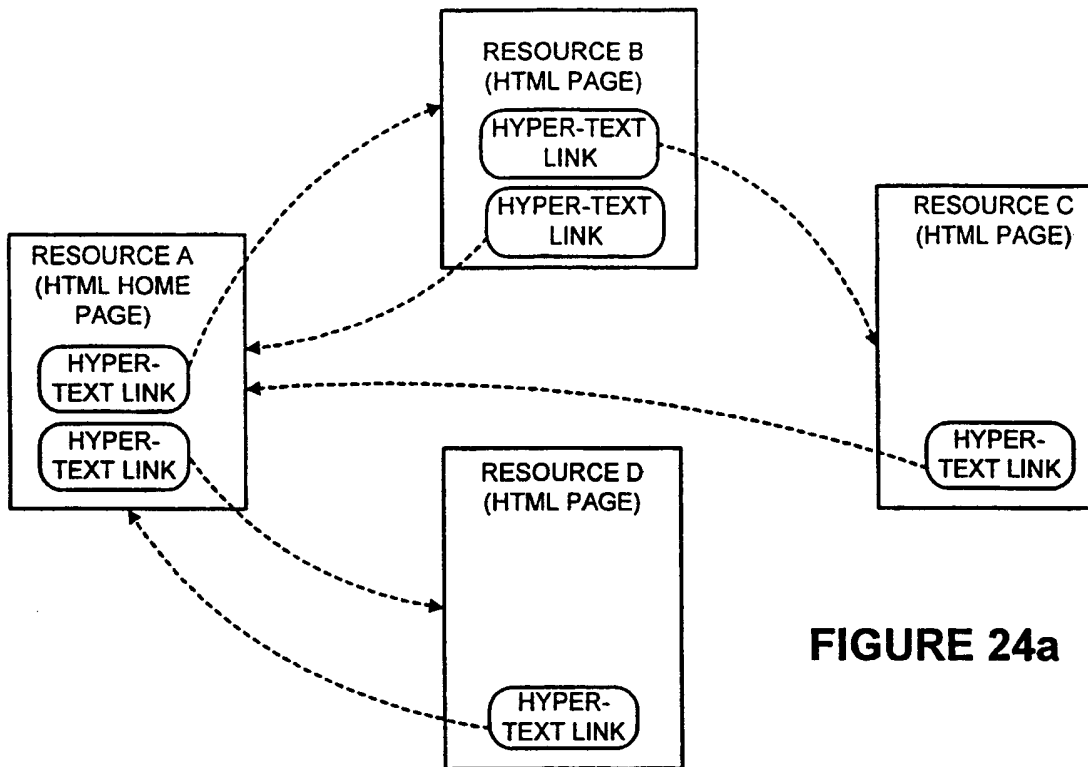 RESOURCE B
(HTML PAGE)
HYPER-TEXT
LINK
HYPER-TEXT
LINK
RESOURCE A
(HTML HOME
PAGE)
HYPER-
TEXT LINK
HYPER-
TEXT LINK
RESOURCE C
(HTML PAGE)
HYPER-
TEXT LINK
RESOURCE D
(HTML PAGE)
HYPER-
TEXT LINK
FIGURE 24a